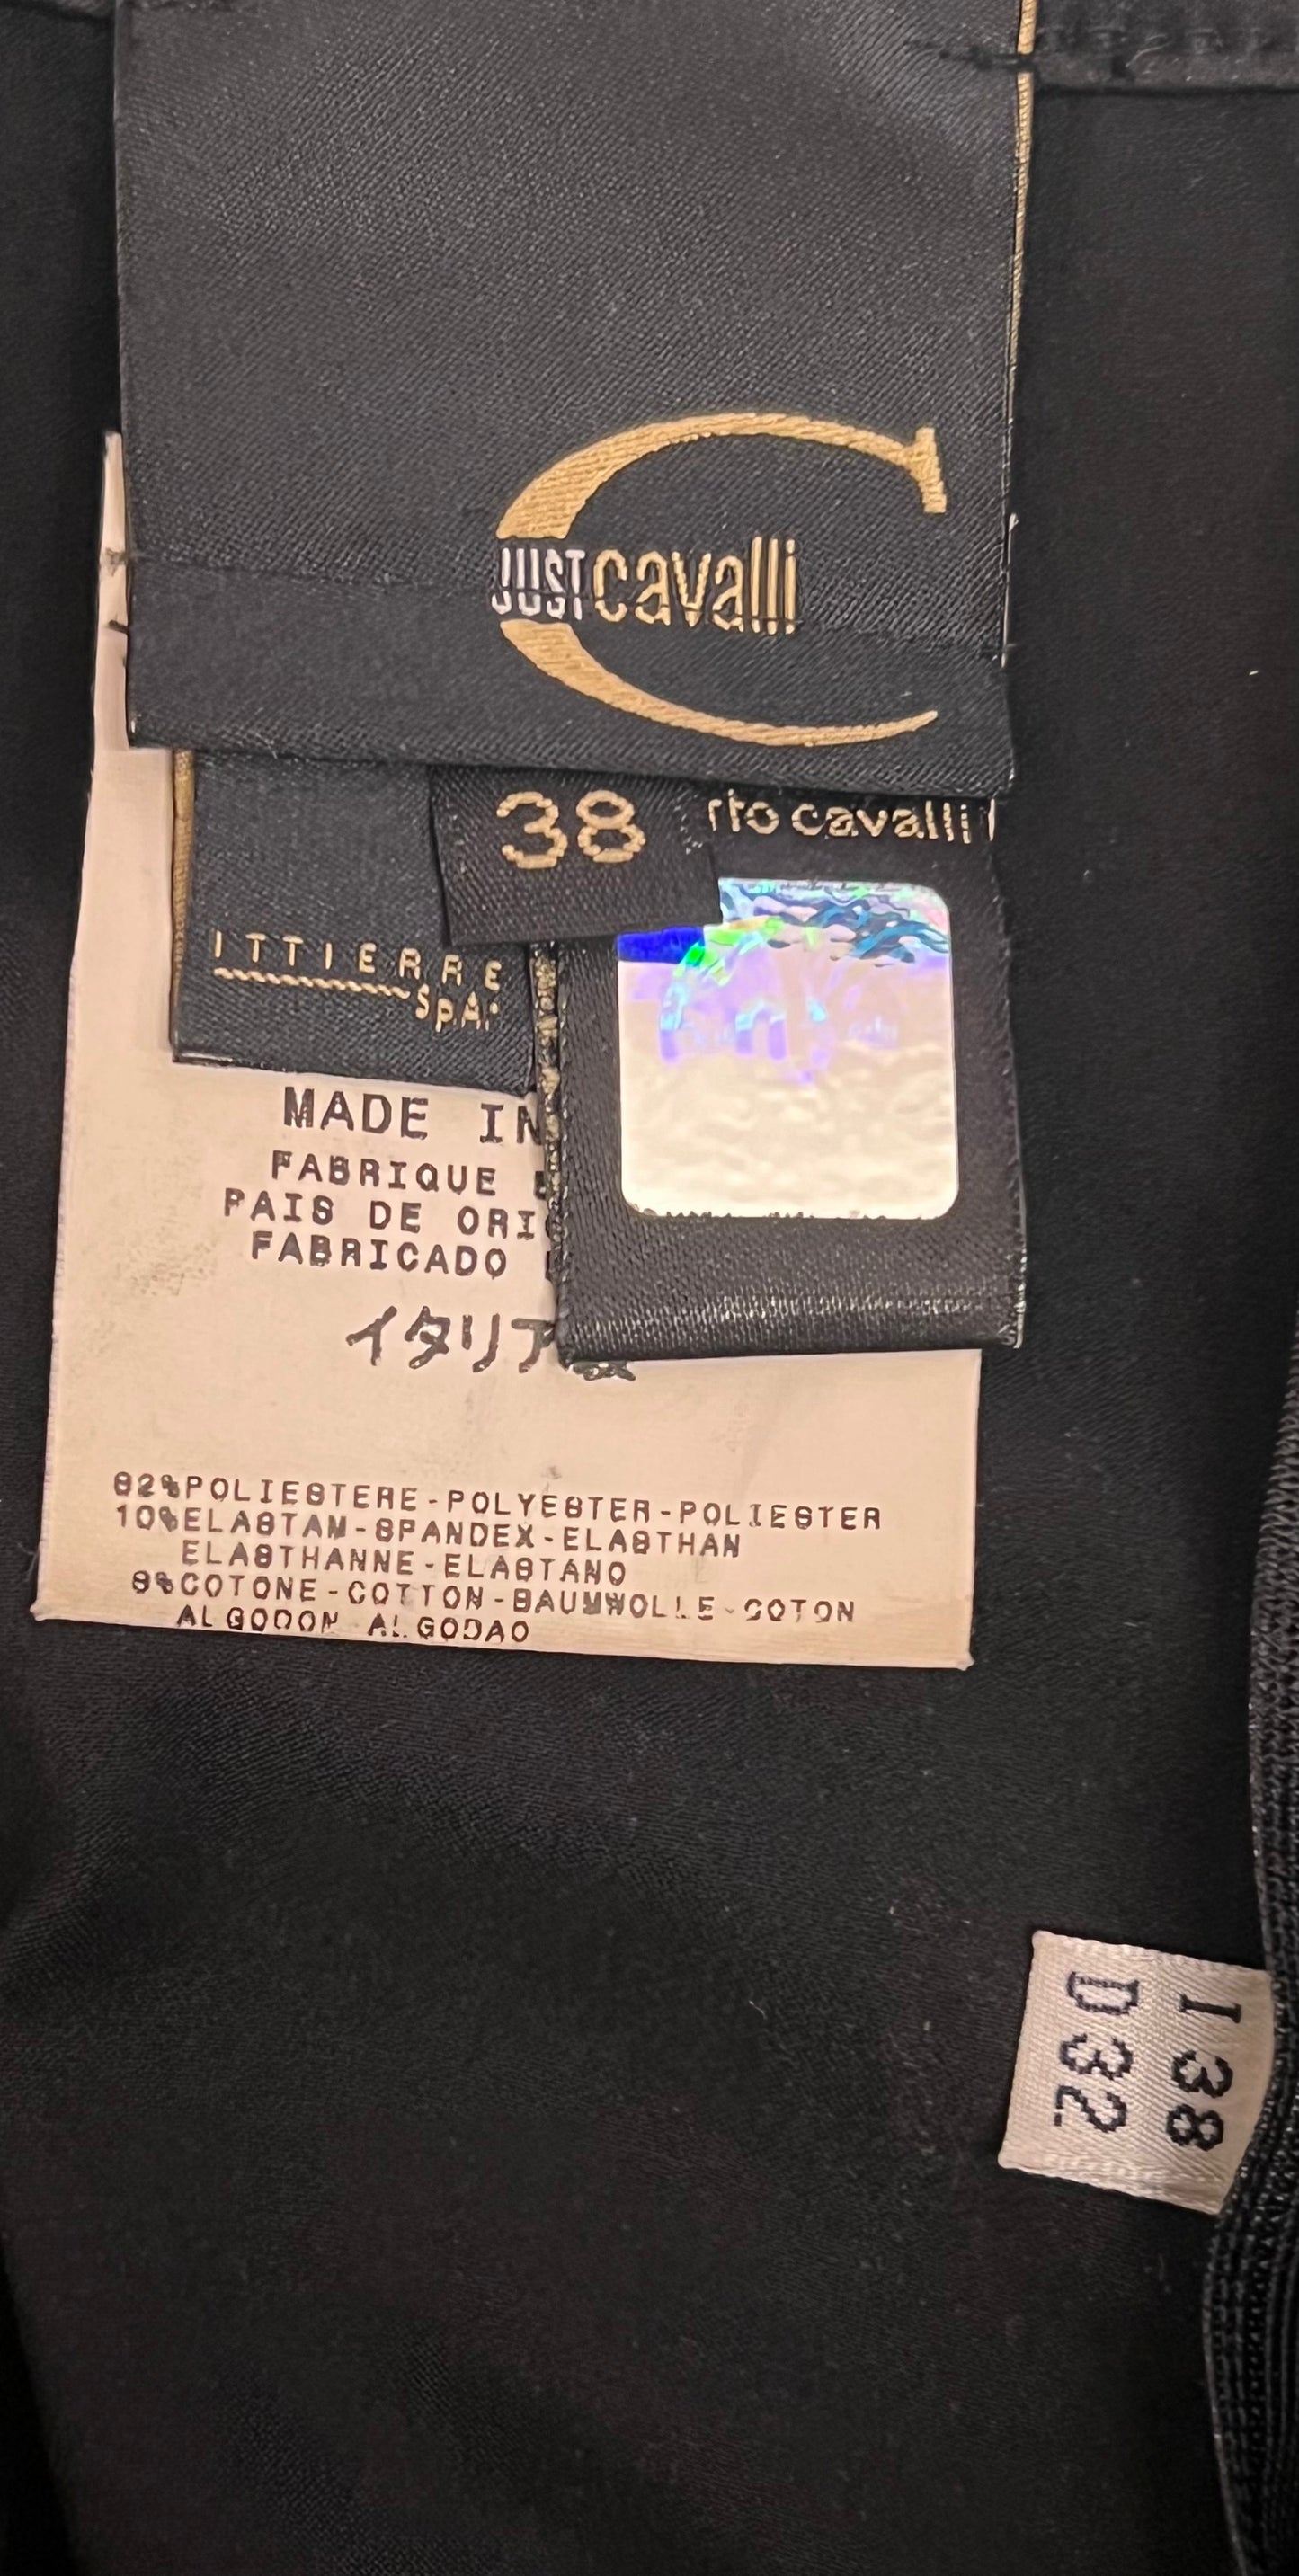 JUST cavalli
38
rto cavalli
ITTIERRE
S.p.A.
MADE IN
FABRIQUE
PAIS DE ORI
FABRICADO
イタリア
82%POLIESTERE-POLYESTER-POLIESTER
10%ELASTAM-SPANDEX-ELASTHAN
ELASTHANNE-ELASTANO
8%COTONE-COTTON-BAUMWOLLE-COTON
ALGODON ALGODAO
I 38
D 32